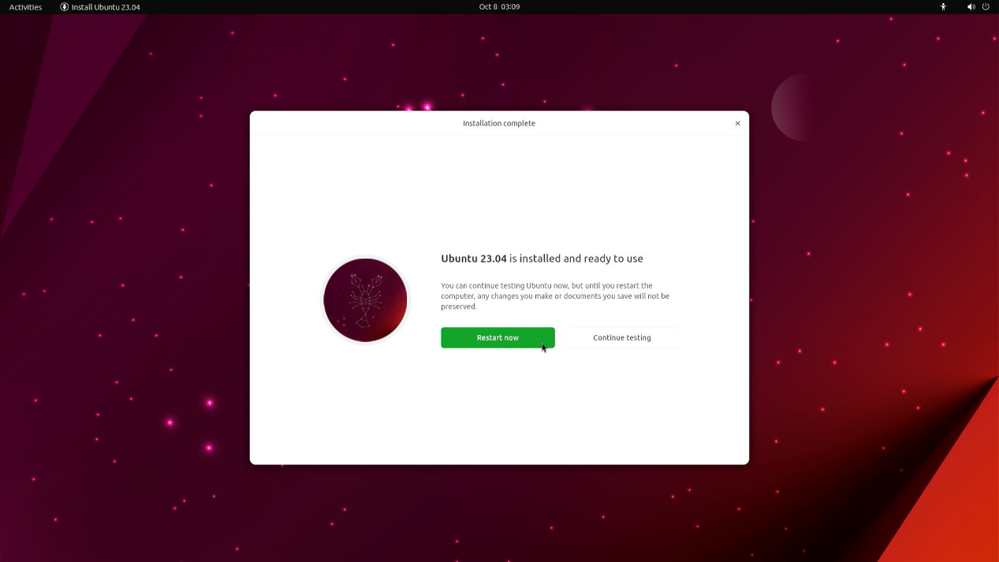 Activities
Install Ubuntu 23.04
Oct 8 03:09
Installation complete
Ubuntu 23.04 is installed and ready to use
You can continue testing Ubuntu now, but until you restart the
computer, any changes you make or documents you save will not be
preserved.
Restart now
Continue testing